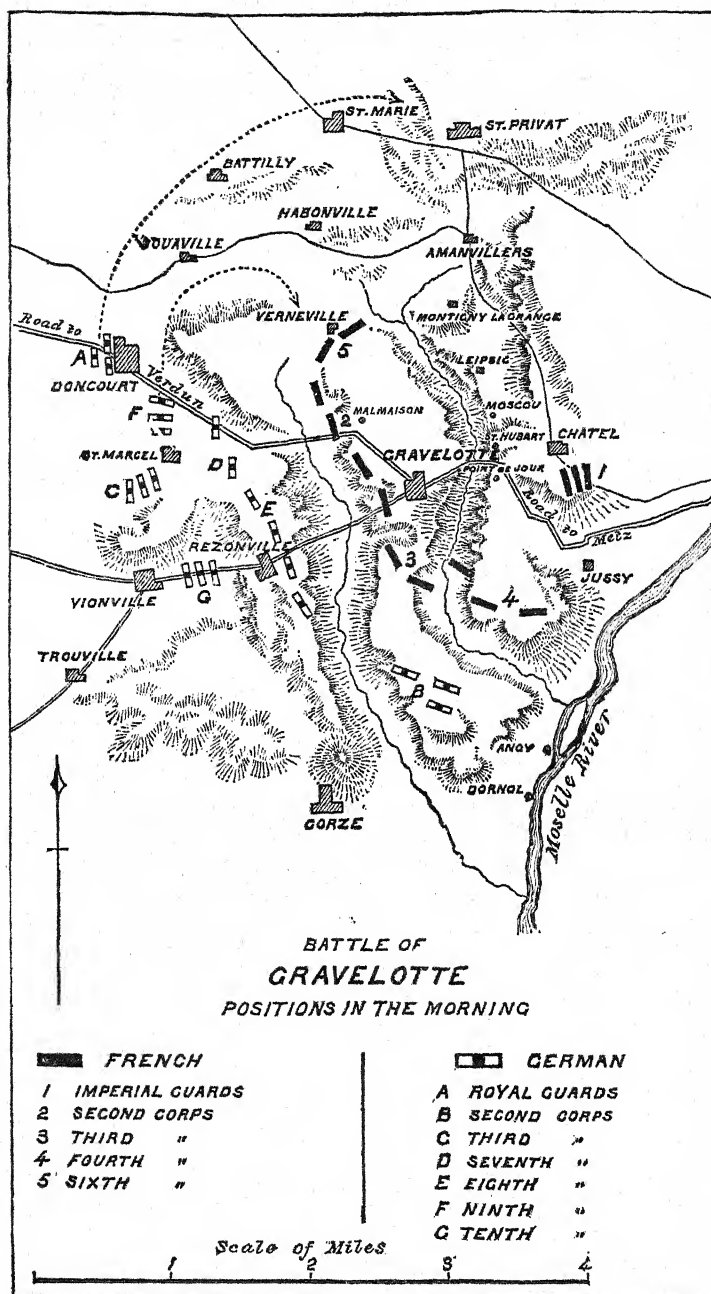 ST. MARIE
ST. PRIVAT
BATTILLY
HABONVILLE
JOUAVILLE
AMANVILLERS
Road to
Verdun
VERNEVILLE
MONTIGNY LAGRANGE
A
5
DONCOURT
LEIPSIC
F
2
MALMAISON
MOSCOU
ST. MARCEL
D
GRAVELOTTE
ST. HUBART
CHATEL
POINT DE JOUR
1
C
E
Road to
Metz
REZONVILLE
3
JUSSY
VIONVILLE
G
4
TROUVILLE
B
ANCY
DORNOL
GORZE
Moselle River
BATTLE OF
GRAVELOTTE
POSITIONS IN THE MORNING
FRENCH
1 IMPERIAL GUARDS
2 SECOND CORPS
3 THIRD "
4 FOURTH "
5 SIXTH "
GERMAN
A ROYAL GUARDS
B SECOND CORPS
C THIRD "
D SEVENTH "
E EIGHTH "
F NINTH "
G TENTH "
Scale of Miles
1 2 3 4